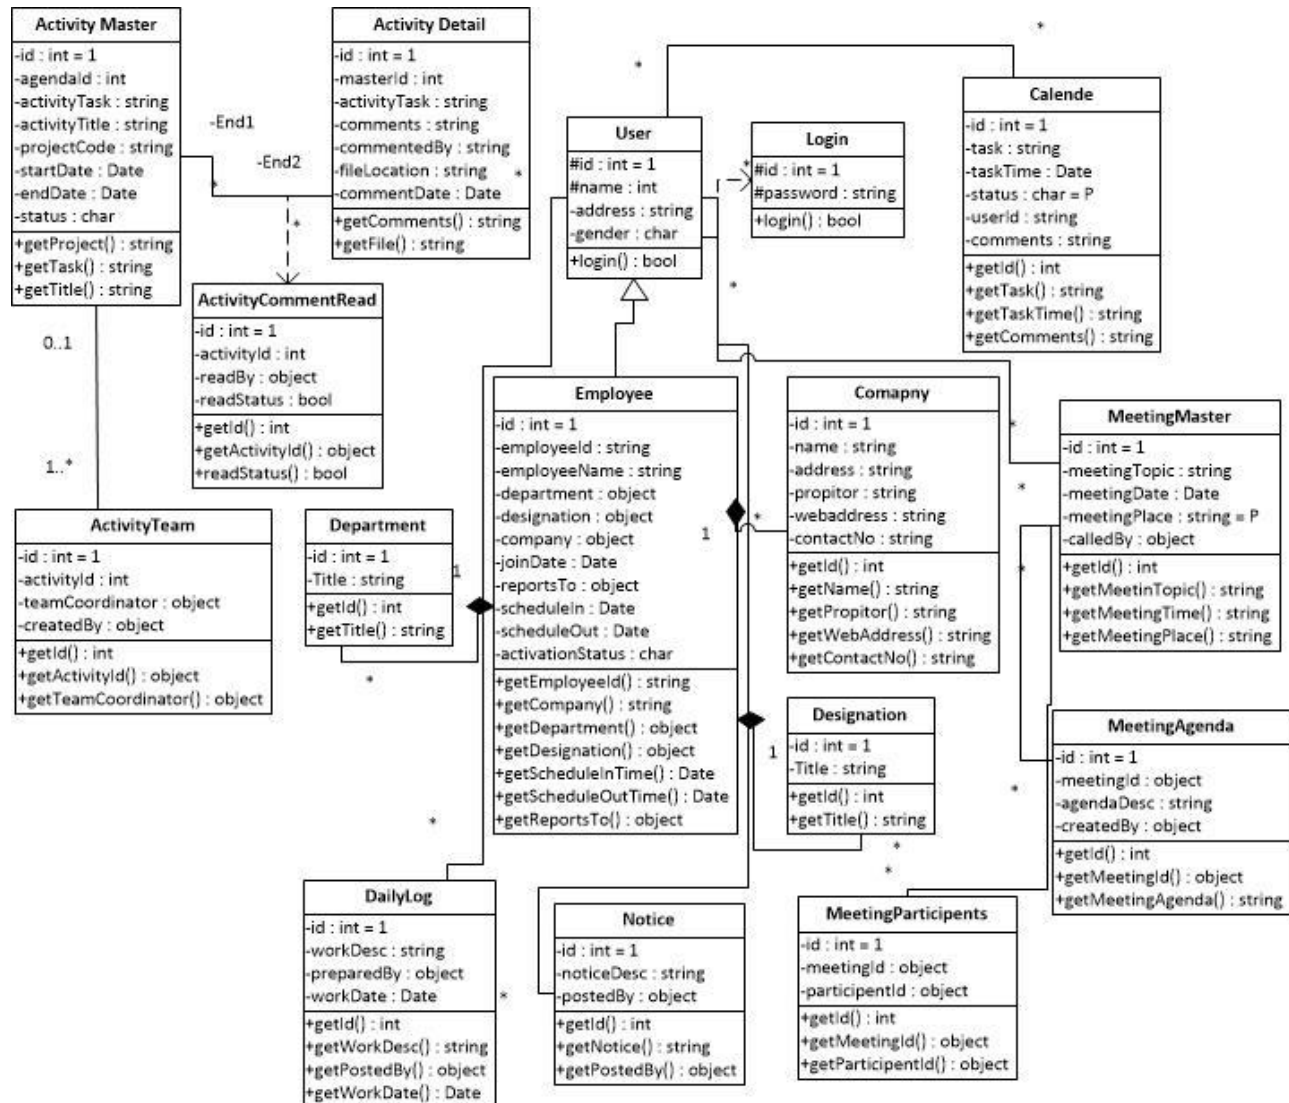 Activity Master
-id : int = 1
-agendaId : int
-activityTask : string
-activityTitle : string
-projectCode : string
-startDate : Date
-endDate : Date
-status : char
+getProject() : string
+getTask() : string
+getTitle() : string
Activity Detail
-id : int = 1
-masterId : int
-activityTask : string
-comments : string
-commentedBy : string
-fileLocation : string
-commentDate : Date
+getComments() : string
+getFile() : string
-End1
-End2
*
*
*
ActivityCommentRead
-id : int = 1
-activityId : int
-readBy : object
-readStatus : bool
+getId() : int
+getActivityId() : object
+readStatus() : bool
0..1
1..*
ActivityTeam
-id : int = 1
-activityId : int
-teamCoordinator : object
-createdBy : object
+getId() : int
+getActivityId() : object
+getTeamCoordinator() : object
User
#id : int = 1
#name : int
-address : string
-gender : char
+login() : bool
*
*
Login
#id : int = 1
#password : string
+login() : bool
*
*
Calende
-id : int = 1
-task : string
-taskTime : Date
-status : char = P
-userId : string
-comments : string
+getId() : int
+getTask() : string
+getTaskTime() : string
+getComments() : string
Department
-id : int = 1
-Title : string
+getId() : int
+getTitle() : string
1
*
Employee
-id : int = 1
-employeeId : string
-employeeName : string
-department : object
-designation : object
-company : object
-joinDate : Date
-reportsTo : object
-scheduleIn : Date
-scheduleOut : Date
-activationStatus : char
+getEmployeeId() : string
+getCompany() : string
+getDepartment() : object
+getDesignation() : object
+getScheduleInTime() : Date
+getScheduleOutTime() : Date
+getReportsTo() : object
1
*
Comapny
-id : int = 1
-name : string
-address : string
-propitor : string
-webaddress : string
-contactNo : string
+getId() : int
+getName() : string
+getPropitor() : string
+getWebAddress() : string
+getContactNo() : string
*
*
*
MeetingMaster
-id : int = 1
-meetingTopic : string
-meetingDate : Date
-meetingPlace : string = P
-calledBy : object
+getId() : int
+getMeetinTopic() : string
+getMeetingTime() : string
+getMeetingPlace() : string
1
Designation
-id : int = 1
-Title : string
+getId() : int
+getTitle() : string
*
*
*
MeetingAgenda
-id : int = 1
-meetingId : object
-agendaDesc : string
-createdBy : object
+getId() : int
+getMeetingId() : object
+getMeetingAgenda() : string
*
DailyLog
-id : int = 1
-workDesc : string
-preparedBy : object
-workDate : Date
+getId() : int
+getWorkDesc() : string
+getPostedBy() : object
+getWorkDate() : Date
*
Notice
-id : int = 1
-noticeDesc : string
-postedBy : object
+getId() : int
+getNotice() : string
+getPostedBy() : object
MeetingParticipents
-id : int = 1
-meetingId : object
-participentId : object
+getId() : int
+getMeetingId() : object
+getParticipentId() : object